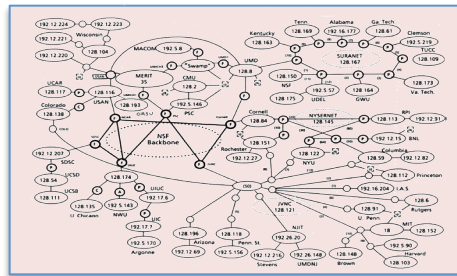 192 12 224
192 12 223
Wisconsin
192 12 221
128.104
192 12 220
MACOM
192.5 8
UMD
128.8
"Swamp"
MERIT
35
CMU
128.2
192.5.146
PSC
UCAR
128.117
128.116
USAN
128.193
Colorado
128.138
NSF
Backbone
192 12 207
SDSC
128.54
UCSD
UCSB
128.111
128.174
UIUC
192 17.6
128.135
U. Chicago
192 5.143
NWU
UIC
192 17.7
192 5.170
Argonne
Kentucky
128.163
Tenn.
128.169
Alabama
192 16.177
Ga. Tech
128.61
Clemson
192 5.219
TUCC
128.109
SURANET
128.167
128.150
NSF
128.175
192 5.57
UDEL
128.164
GWU
128.173
Va. Tech.
Cornell
128.84
128.151
Rochester
192.12.27
NYSERNET
128.145
RPI
192 12 15
BNL
128.122
NYU
Columbia
128.59
192 12 82
128.112
Princeton
192 16.204
I.A.S.
128.6
Rutgers
128.91
U. Penn.
JVNC
128.121
128.196
Arizona
192 12.69
128.118
Penn. St.
192 5.156
NJIT
192 26.20
192 12 216
Stevens
192 26.148
UMDNJ
18
MIT
128.152
128.148
Brown
192 5 90
Harvard
128.103